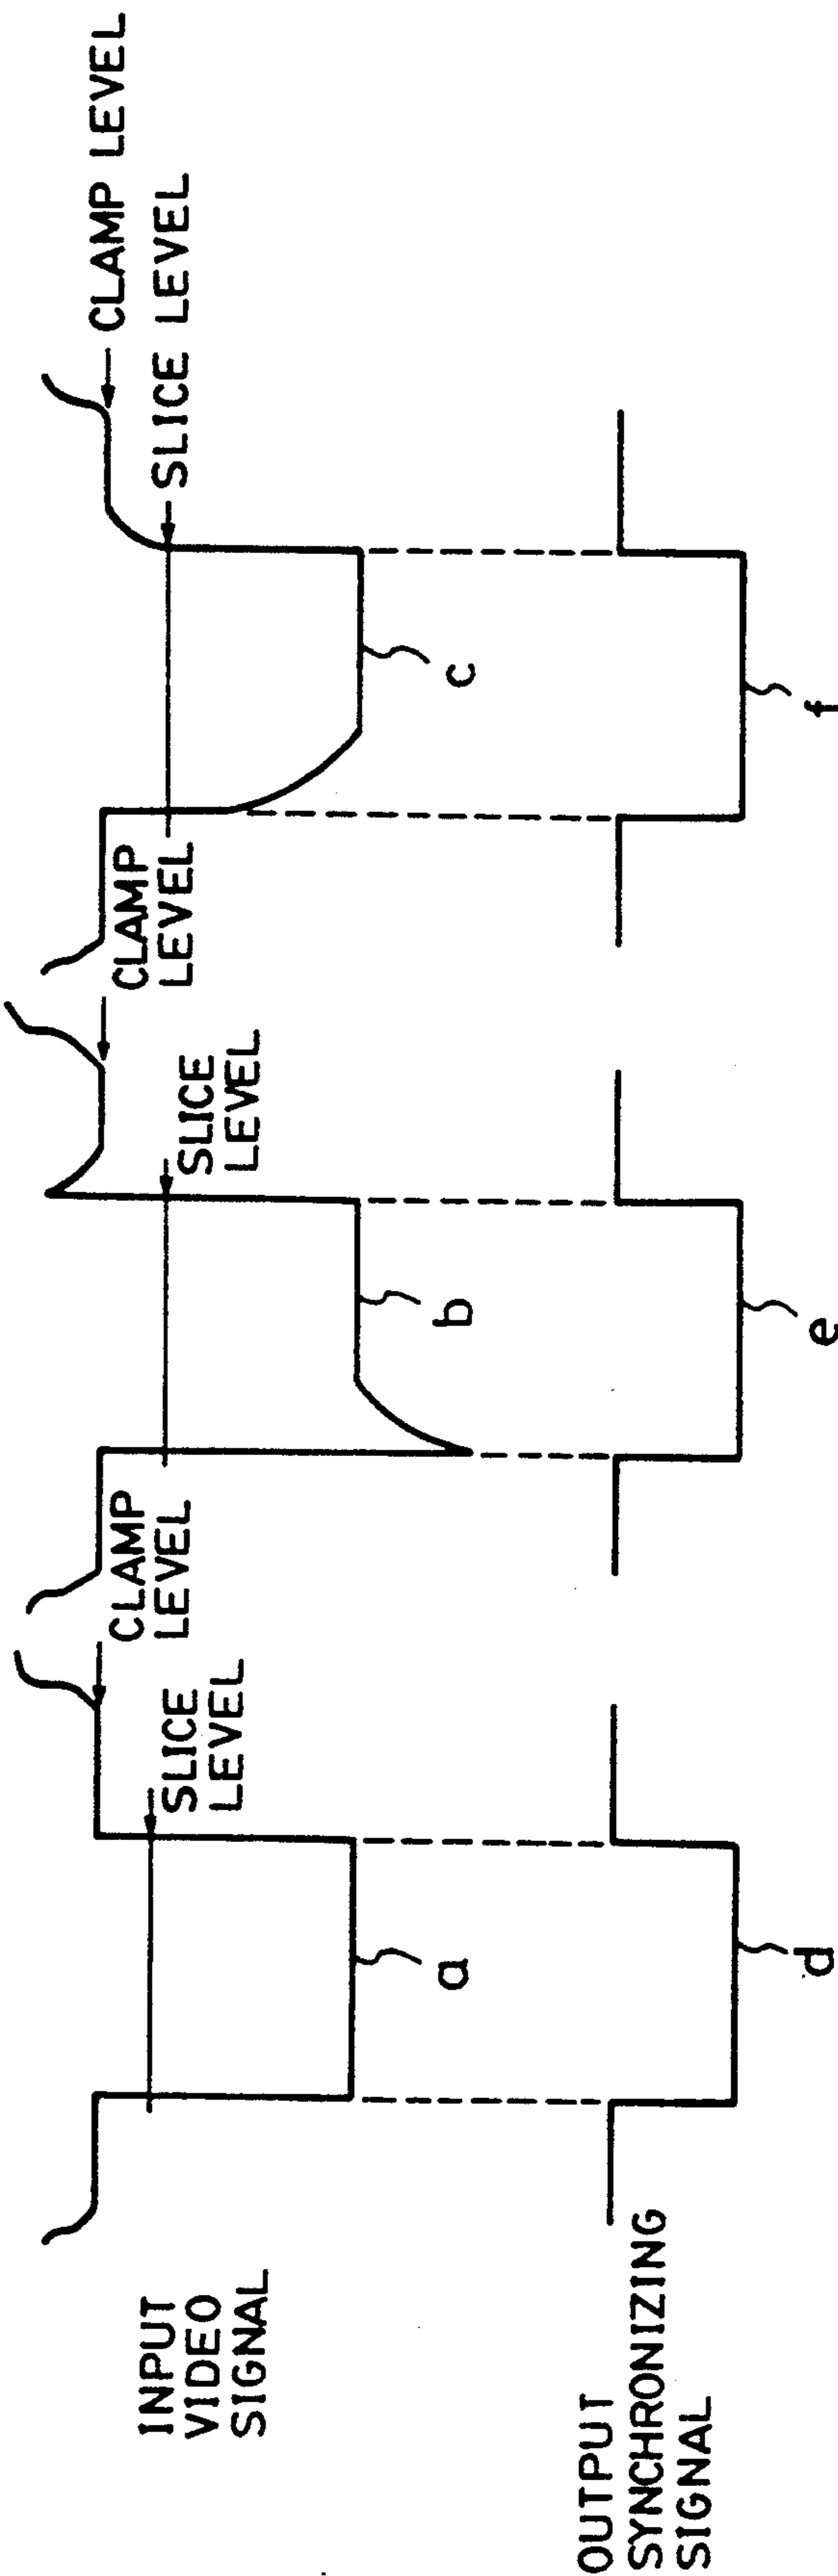 INPUT
VIDEO
SIGNAL
CLAMP
LEVEL
SLICE
LEVEL
a
CLAMP
LEVEL
SLICE
LEVEL
b
CLAMP LEVEL
SLICE LEVEL
c
OUTPUT
SYNCHRONIZING
SIGNAL
d
e
f